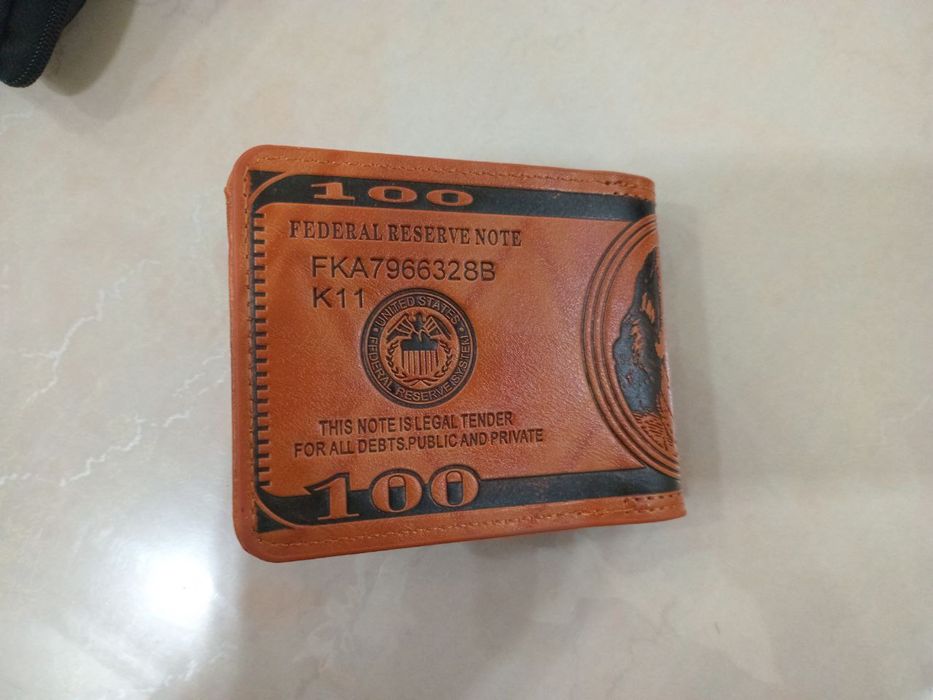 100
FEDERAL RESERVE NOTE
FKA7966328B
K11
UNITED STATES
FEDERAL RESERVE SYSTEM
THIS NOTE IS LEGAL TENDER
FOR ALL DEBTS.PUBLIC AND PRIVATE
100